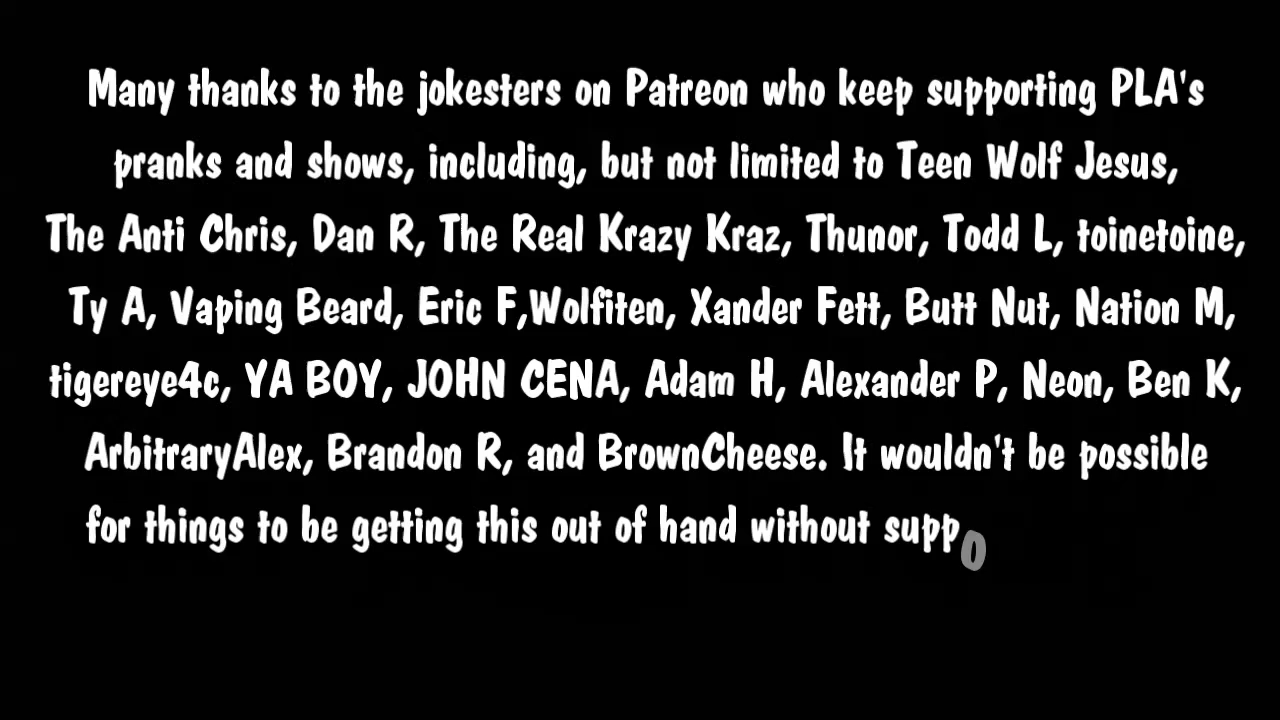 Many thanks to the jokesters on Patreon who keep supporting PLA's
pranks and shows, including, but not limited to Teen Wolf Jesus,
The Anti Chris, Dan R, The Real Krazy Kraz, Thunor, Todd L, toinetoine,
Ty A, Vaping Beard, Eric F,Wolfiten, Xander Fett, Butt Nut, Nation M,
tigereye4c, YA BOY, JOHN CENA, Adam H, Alexander P, Neon, Ben K,
ArbitraryAlex, Brandon R, and BrownCheese. It wouldn't be possible
for things to be getting this out of hand without suppo